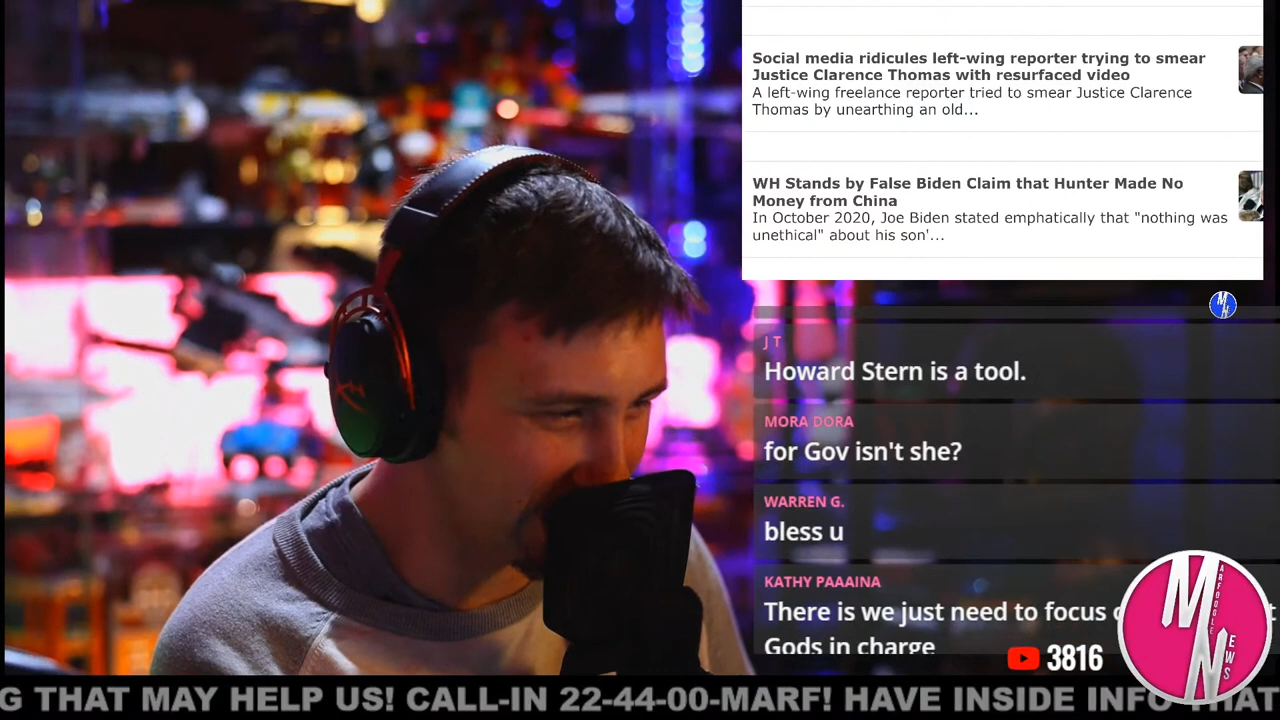 Social media ridicules left-wing reporter trying to smear
Justice Clarence Thomas with resurfaced video
A left-wing freelance reporter tried to smear Justice Clarence
Thomas by unearthing an old...
WH Stands by False Biden Claim that Hunter Made No
Money from China
In October 2020, Joe Biden stated emphatically that "nothing was
unethical" about his son'...
J T
Howard Stern is a tool.
MORA DORA
for Gov isn't she?
WARREN G.
bless u
KATHY PAAAINA
There is we just need to focus
Gods in charge
3816
MARFOOGLE
NEWS
G THAT MAY HELP US! CALL-IN 22-44-00-MARF! HAVE INSIDE INFO THAT